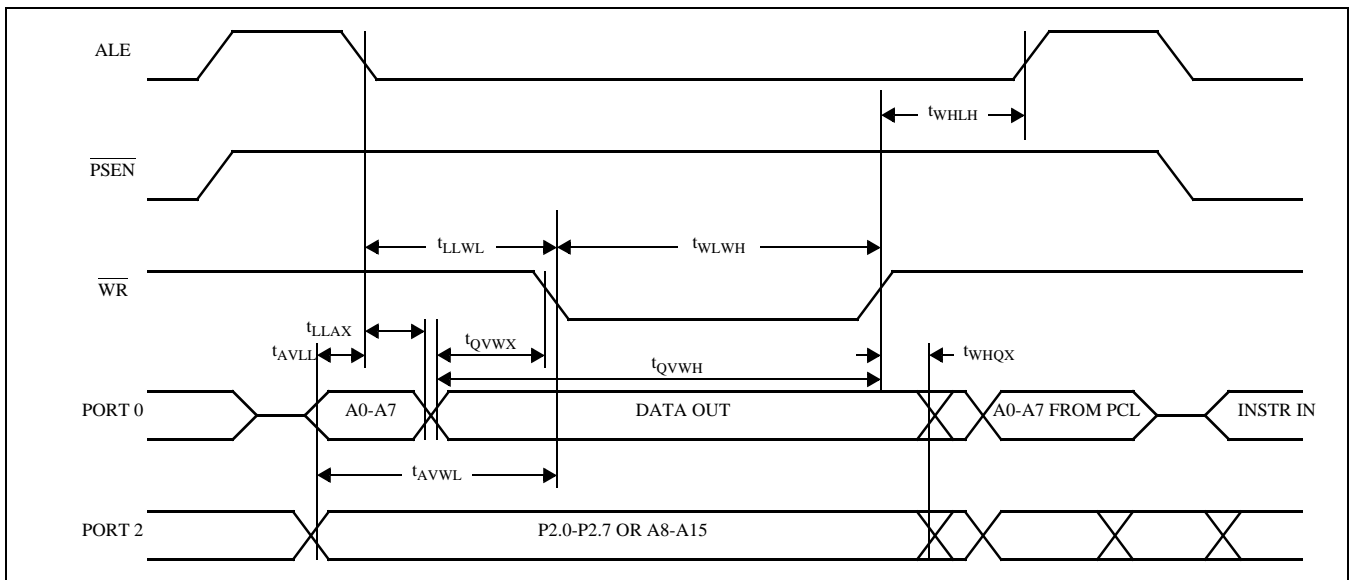 ALE
tWHLH
PSEN
tLLWL
tWLWH
WR
tLLAX
tAVLL
tQVWX
tQVWH
tWHQX
PORT 0
A0-A7
DATA OUT
A0-A7 FROM PCL
INSTR IN
tAVWL
PORT 2
P2.0-P2.7 OR A8-A15